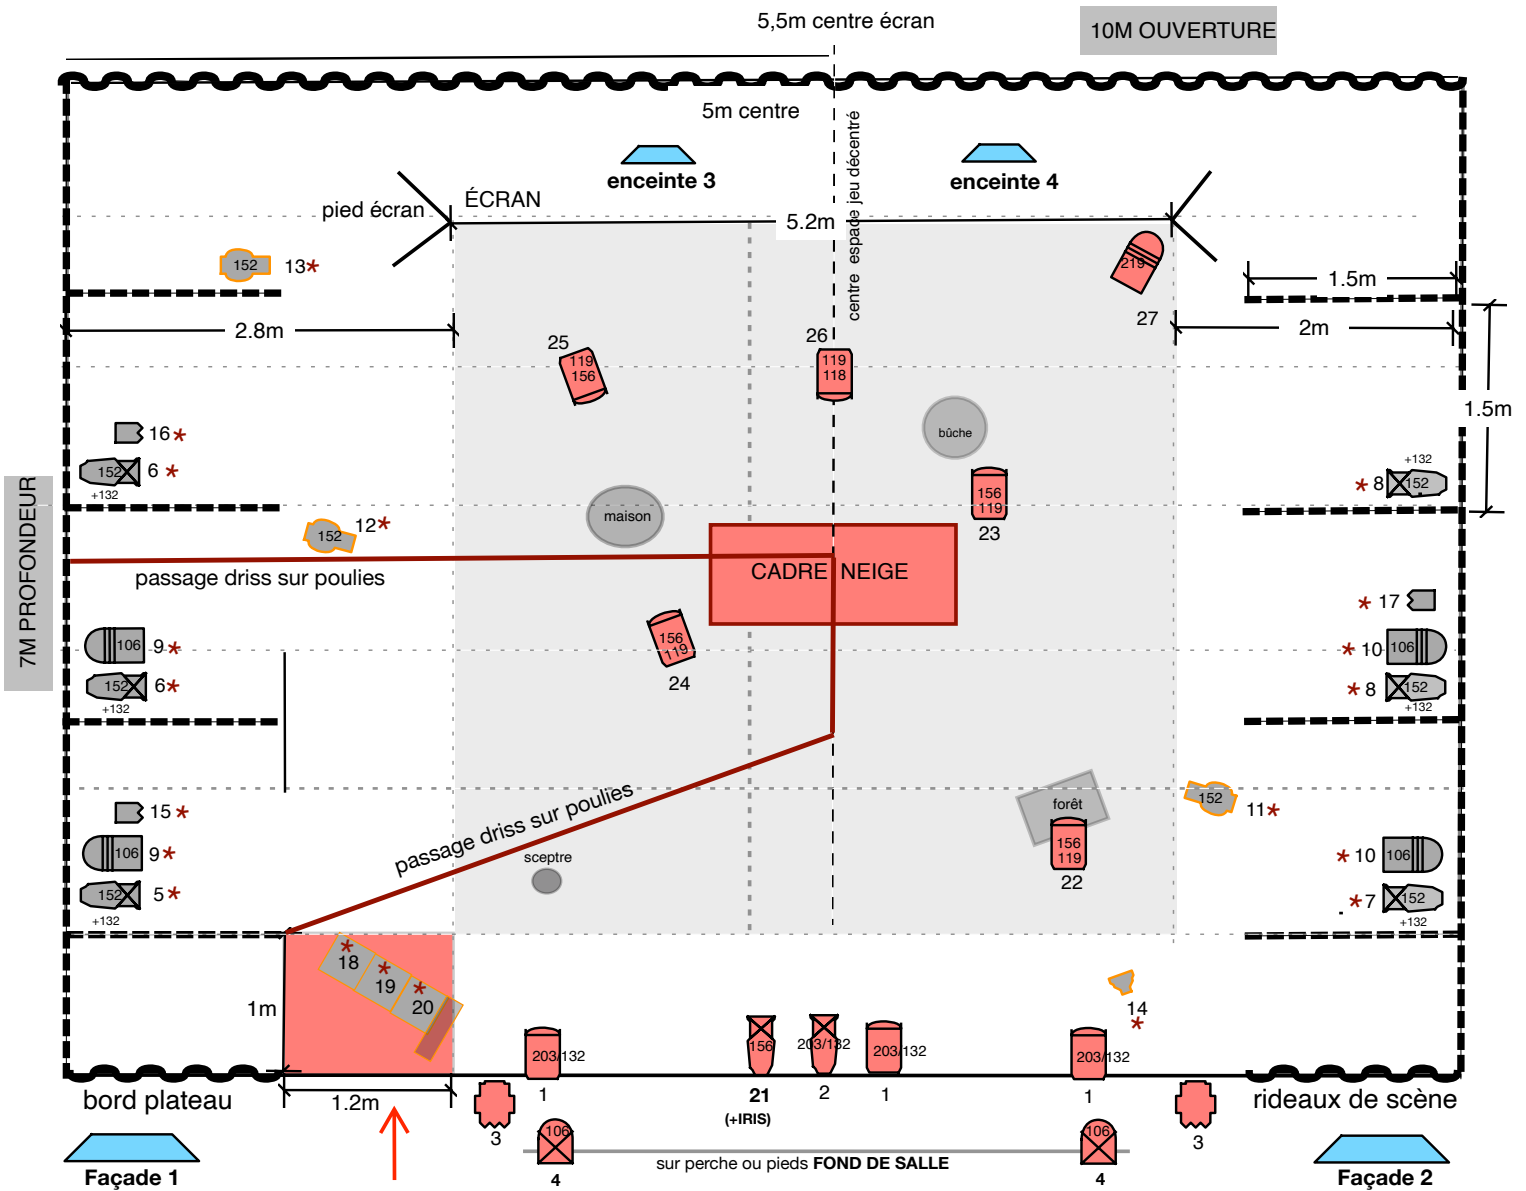 5,5m centre écran
10M OUVERTURE
5m centre
centre espace jeu décentré
enceinte 3
enceinte 4
pied écran
ÉCRAN
5.2m
152
13*
219
27
1.5m
2.8m
2m
25
119
156
26
119
118
1.5m
bûche
16*
152
6 *
+132
+132
* 8
152
maison
156
119
23
152
12*
7M PROFONDEUR
passage driss sur poulies
CADRE NEIGE
* 17
106
9*
156
119
24
* 10
106
152
6*
+132
* 8
152
+132
passage driss sur poulies
forêt
156
119
22
152
11*
15*
106
9*
152
5*
+132
sceptre
* 10
106
*7
152
+132
*
18
*
19
*
20
1m
14
*
203/132
156
203/132
203/132
203/132
1
21
(+IRIS)
2
1
1
bord plateau
1.2m
rideaux de scène
3
3
106
4
106
4
sur perche ou pieds FOND DE SALLE
Façade 1
Façade 2